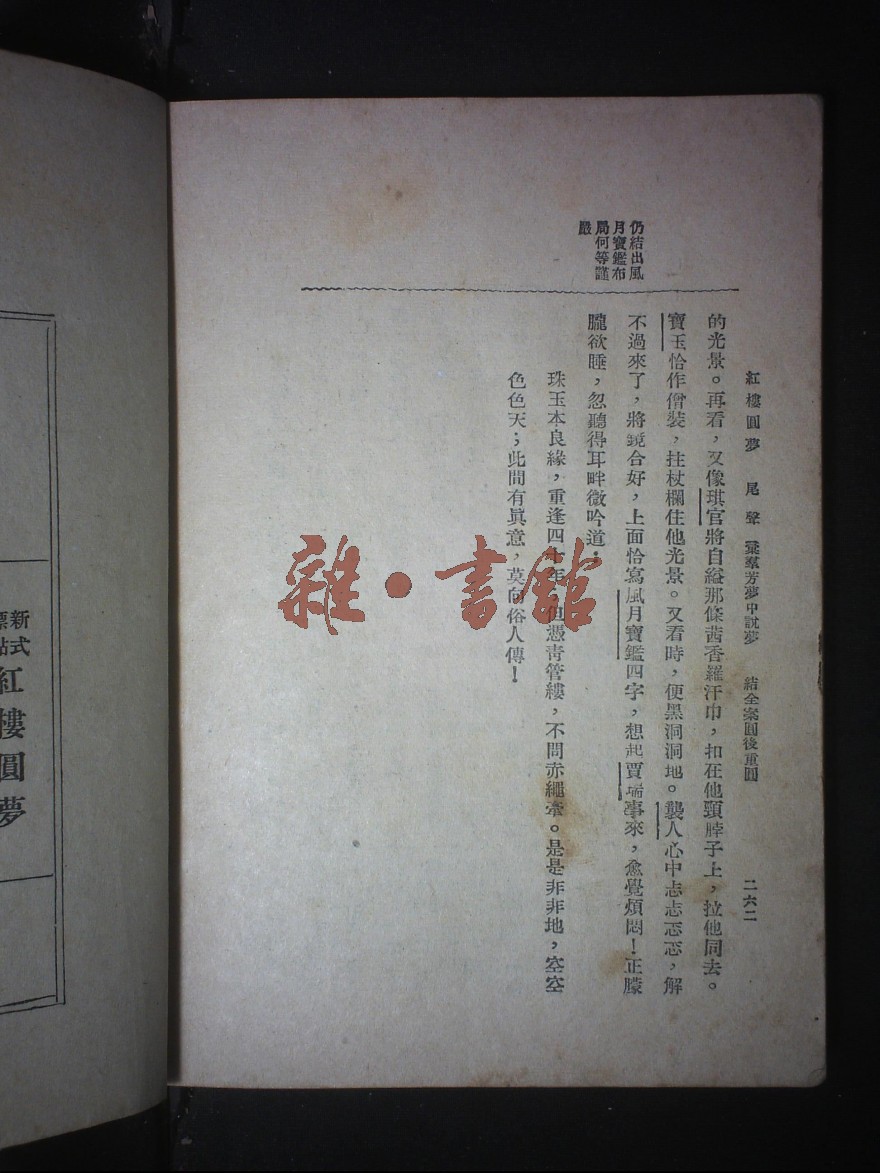 紅樓圓夢　尾聲　蘂羣芳夢中說夢　結全案圓後重圓　二六二
仍結出風
月寶鑑布
局何等謹
嚴
的光景。再看，又像琪官將自縊那條茜香羅汗巾，扣在他頸脖子上，拉他同去。
寶玉恰作僧裝，拄杖欄住他光景。又看時，便黑洞洞地。襲人心中忐忐忑忑，解
不過來了，將鏡合好，上面恰寫風月寶鑑四字，想起賈瑞事來，愈覺煩悶！正朦
朧欲睡，忽聽得耳畔微吟道：
珠玉本良緣，重逢四十年。但憑青管縷，不問赤繩牽。是是非非地，空空
色色天；此間有眞意，莫向俗人傳！
雜·書館
新式
標點
紅樓圓夢